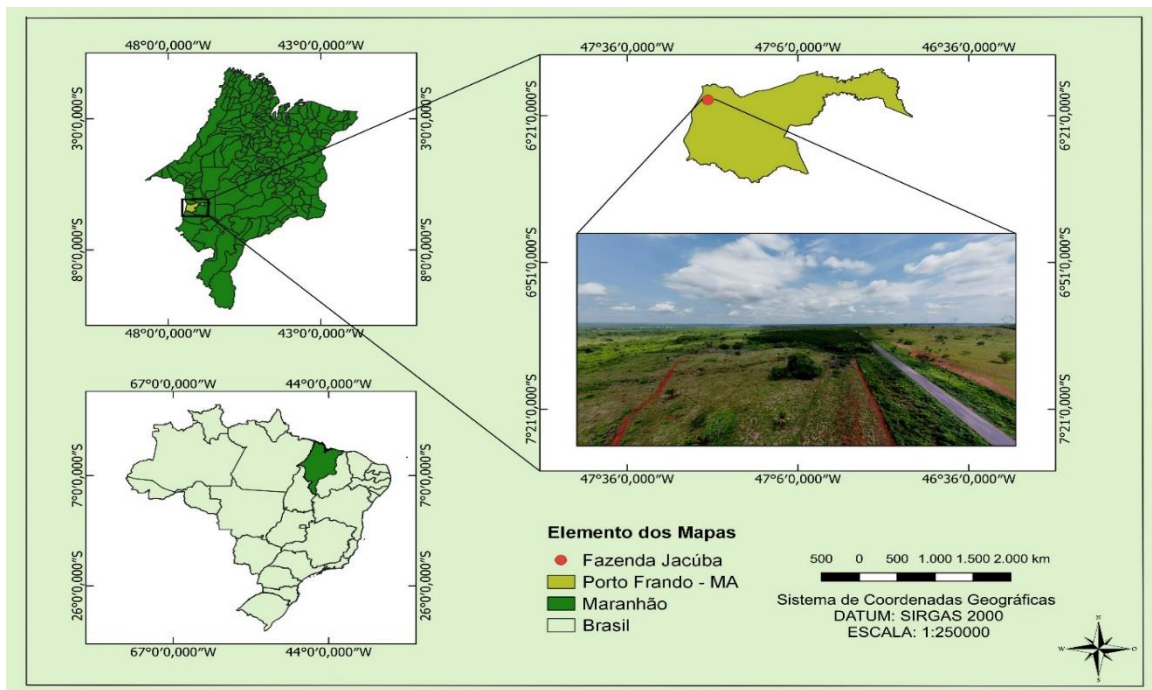 48°0'0,000"W 43°0'0,000"W
3°0'0,000"S
8°0'0,000"S
3°0'0,000"S
8°0'0,000"S
48°0'0,000"W 43°0'0,000"W
47°36'0,000"W 47°6'0,000"W 46°36'0,000"W
6°21'0,000"S
6°51'0,000"S
7°21'0,000"S
6°21'0,000"S
6°51'0,000"S
7°21'0,000"S
47°36'0,000"W 47°6'0,000"W 46°36'0,000"W
67°0'0,000"W 44°0'0,000"W
7°0'0,000"S
26°0'0,000"S
7°0'0,000"S
26°0'0,000"S
67°0'0,000"W 44°0'0,000"W
Elemento dos Mapas
Fazenda Jacúba
Porto Frando - MA
Maranhão
Brasil
500 0 500 1.000 1.500 2.000 km
Sistema de Coordenadas Geográficas
DATUM: SIRGAS 2000
ESCALA: 1:250000
N
W O
S